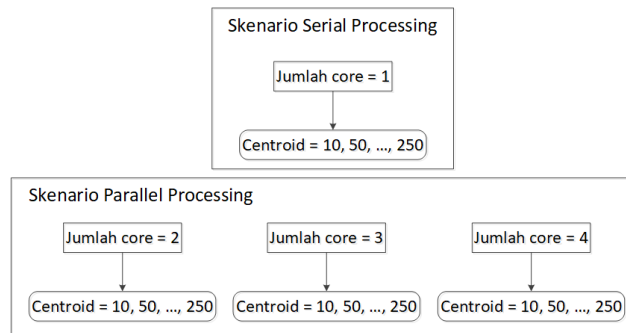 Skenario Serial Processing
Jumlah core = 1
Centroid = 10, 50, ..., 250
Skenario Parallel Processing
Jumlah core = 2
Jumlah core = 3
Jumlah core = 4
Centroid = 10, 50, ..., 250
Centroid = 10, 50, ..., 250
Centroid = 10, 50, ..., 250